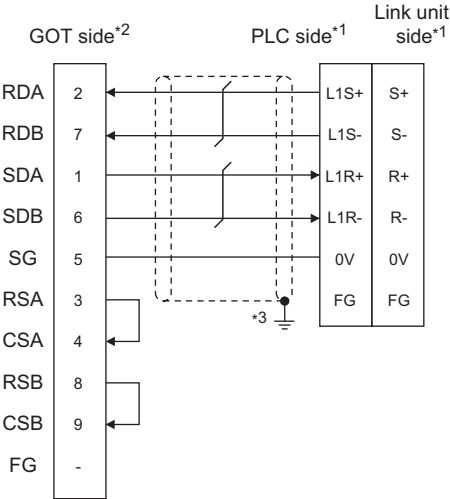 Link unit
GOT side*2 PLC side*1 side*1
RDA 2 L1S+ S+
RDB 7 L1S- S-
SDA 1 L1R+ R+
SDB 6 L1R- R-
SG 5 0V 0V
RSA 3 FG FG
*3
CSA 4
RSB 8
CSB 9
FG -